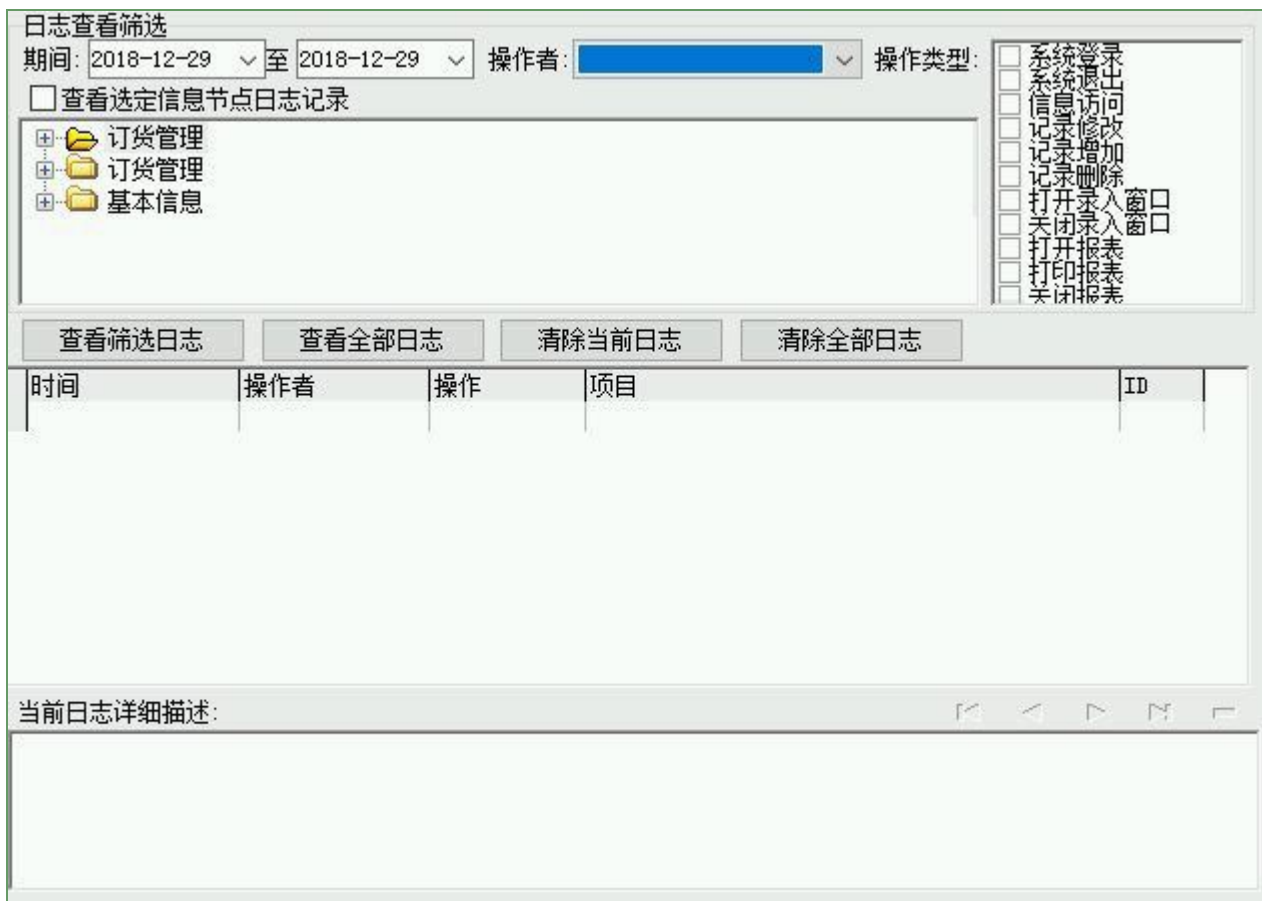 日志查看筛选
期间: 2018-12-29 至 2018-12-29 操作者: 操作类型:
系统登录
系统退出
信息访问
记录修改
记录增加
记录删除
打开录入窗口
关闭录入窗口
打开报表
打印报表
关闭报表
查看选定信息节点日志记录
订货管理
订货管理
基本信息
查看筛选日志 查看全部日志 清除当前日志 清除全部日志
时间 操作者 操作 项目 ID
当前日志详细描述: